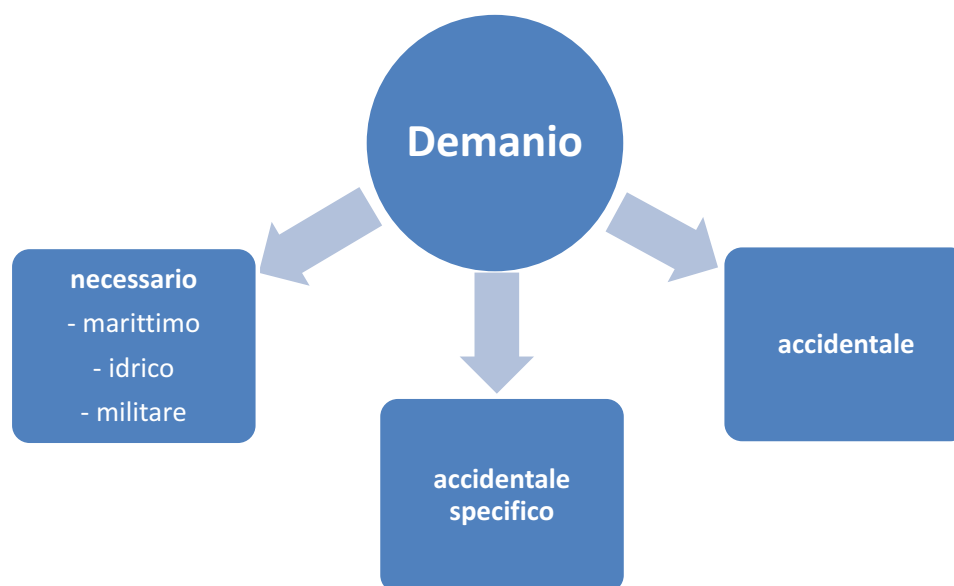 Demanio
necessario
- marittimo
- idrico
- militare
accidentale
specifico
accidentale